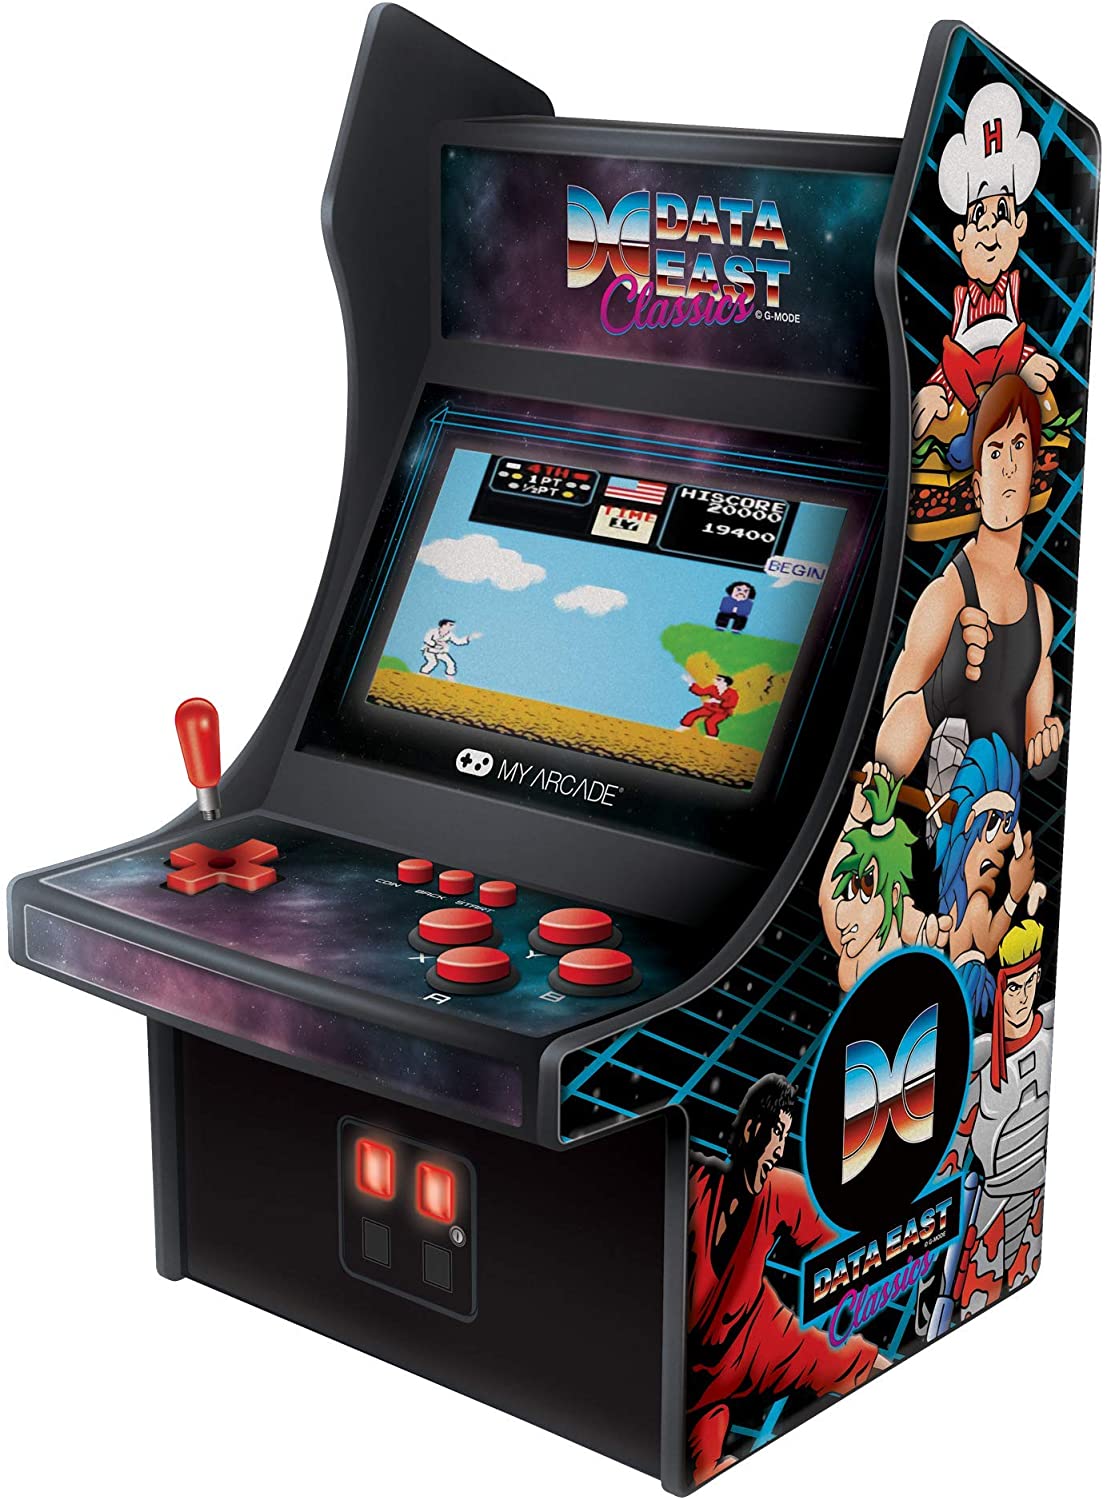 DATA
EAST
Classics © G-MODE
4TH
1PT
½PT
TIME
HISCORE
20000
19400
BEGIN
MY ARCADE®
COIN BACK START
X Y
A B
H
DATA EAST
© G-MODE
Classics